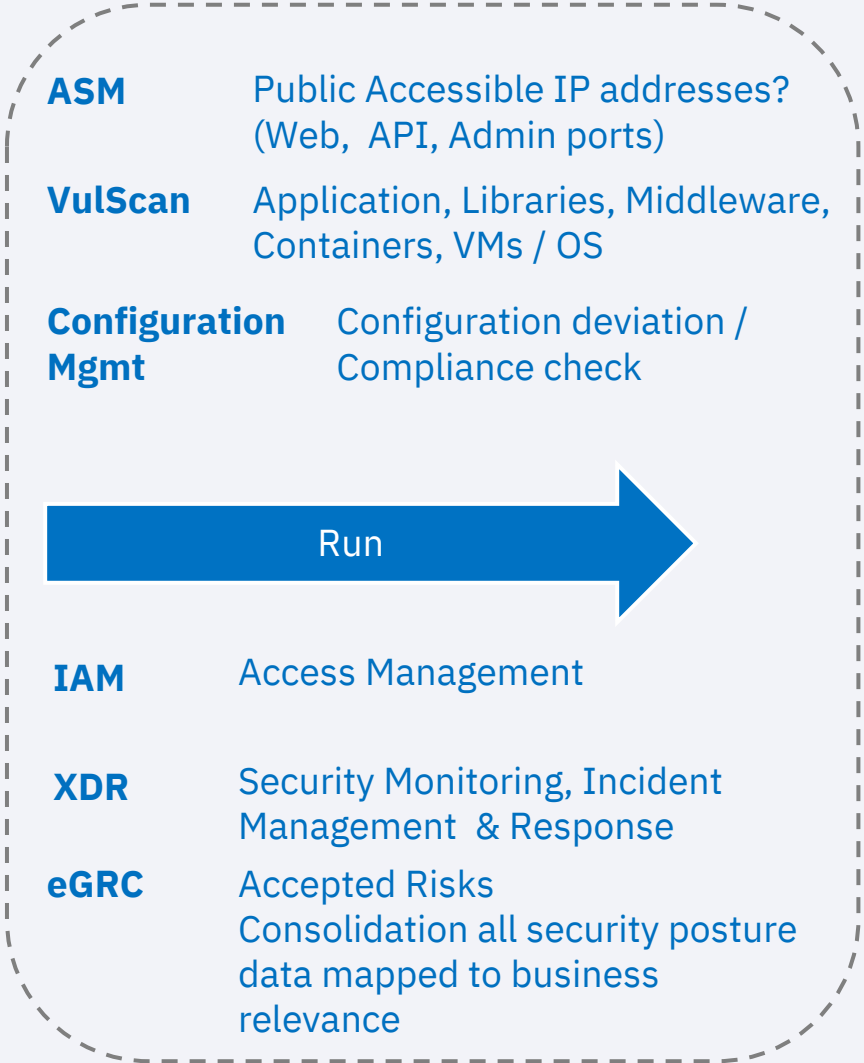 ASM Public Accessible IP addresses?
(Web, API, Admin ports)
VulScan Application, Libraries, Middleware,
Containers, VMs / OS
Configuration Configuration deviation /
Mgmt Compliance check
Run
IAM Access Management
XDR Security Monitoring, Incident
Management & Response
eGRC Accepted Risks
Consolidation all security posture
data mapped to business
relevance